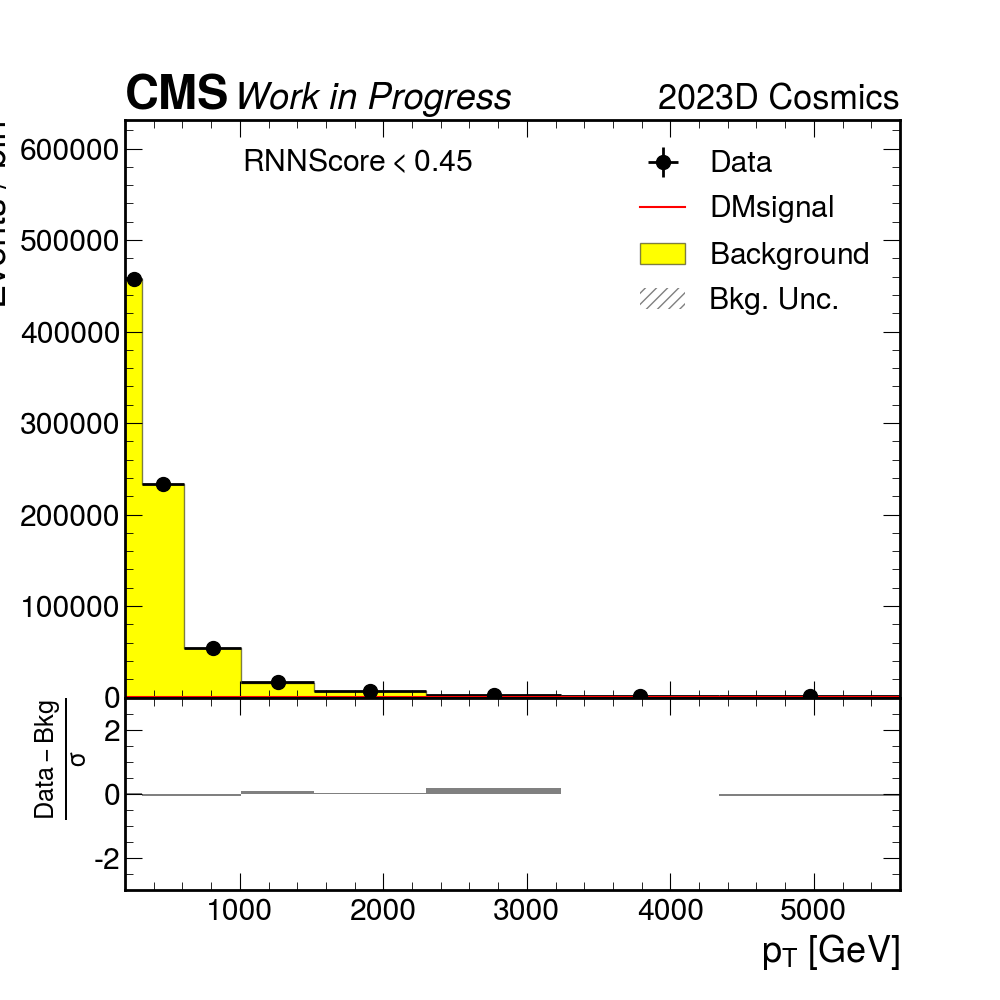 CMS Work in Progress 2023D Cosmics
RNNScore < 0.45
Data
DMsignal
Background
Bkg. Unc.
600000
500000
400000
300000
200000
100000
0
2
0
-2
Data – Bkg
σ
1000 2000 3000 4000 5000
pT [GeV]